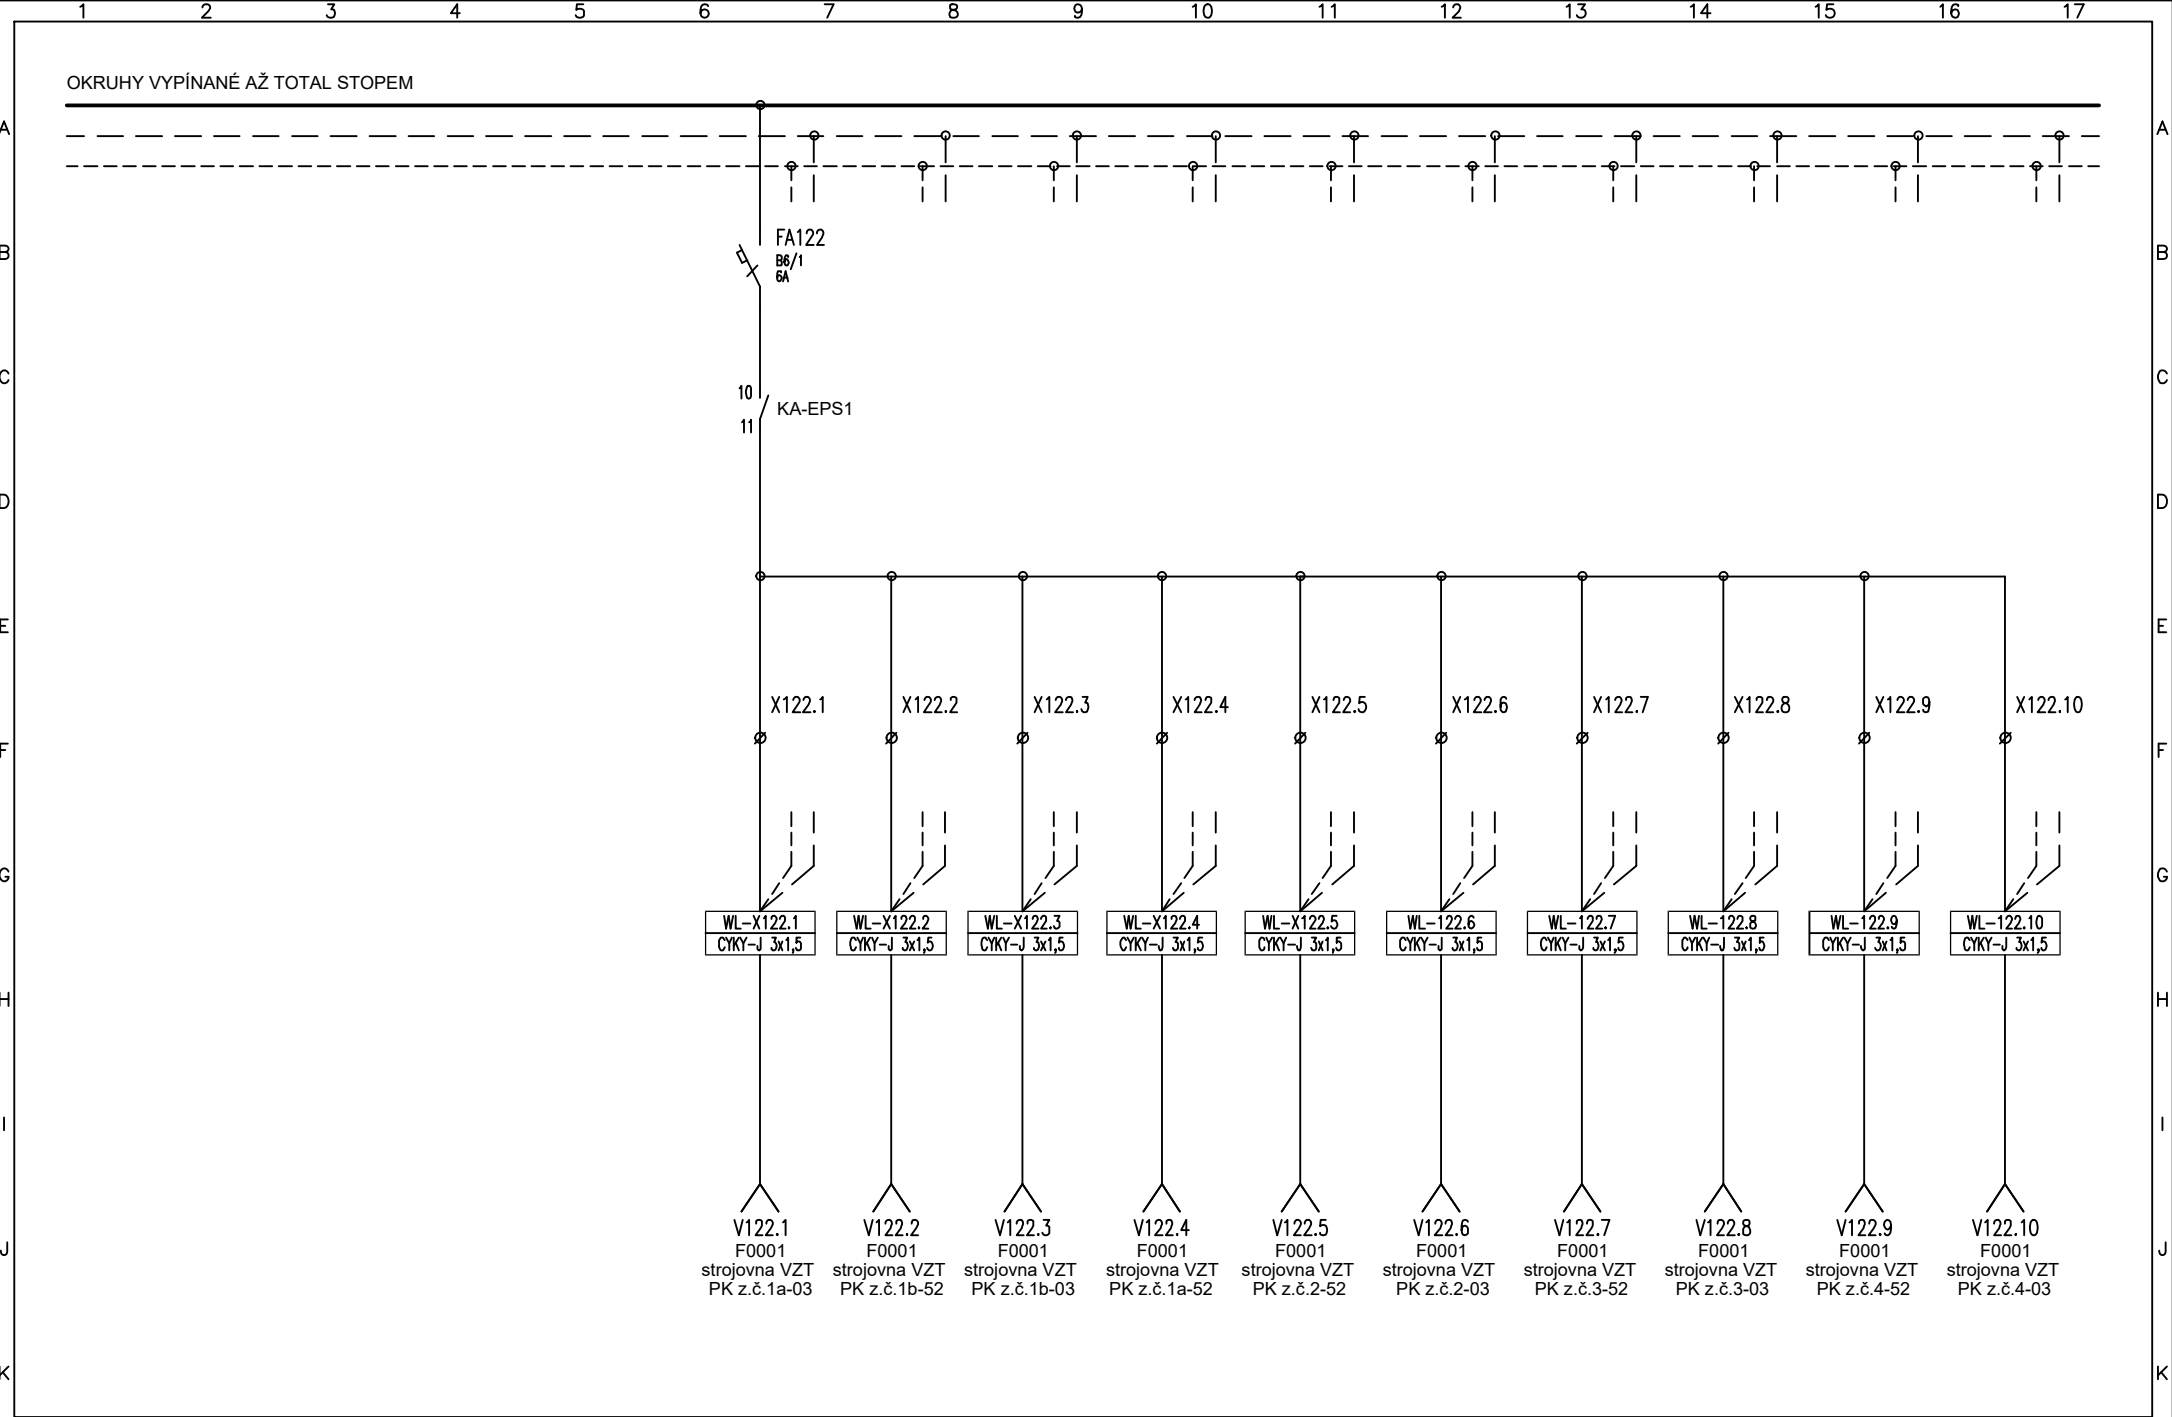 1 2 3 4 5 6 7 8 9 10 11 12 13 14 15 16 17
OKRUHY VYPÍNANÉ AŽ TOTAL STOPEM
A A
B B
FA122
B6/1
6A
C C
10
KA-EPS1
11
D D
E E
X122.1 X122.2 X122.3 X122.4 X122.5 X122.6 X122.7 X122.8 X122.9 X122.10
F F
G G
WL-X122.1 WL-X122.2 WL-X122.3 WL-X122.4 WL-X122.5 WL-122.6 WL-122.7 WL-122.8 WL-122.9 WL-122.10
CYKY-J 3x1,5 CYKY-J 3x1,5 CYKY-J 3x1,5 CYKY-J 3x1,5 CYKY-J 3x1,5 CYKY-J 3x1,5 CYKY-J 3x1,5 CYKY-J 3x1,5 CYKY-J 3x1,5 CYKY-J 3x1,5
H H
I I
V122.1 V122.2 V122.3 V122.4 V122.5 V122.6 V122.7 V122.8 V122.9 V122.10
J J
F0001 F0001 F0001 F0001 F0001 F0001 F0001 F0001 F0001 F0001
strojovna VZT strojovna VZT strojovna VZT strojovna VZT strojovna VZT strojovna VZT strojovna VZT strojovna VZT strojovna VZT strojovna VZT
PK z.č.1a-03 PK z.č.1b-52 PK z.č.1b-03 PK z.č.1a-52 PK z.č.2-52 PK z.č.2-03 PK z.č.3-52 PK z.č.3-03 PK z.č.4-52 PK z.č.4-03
K K